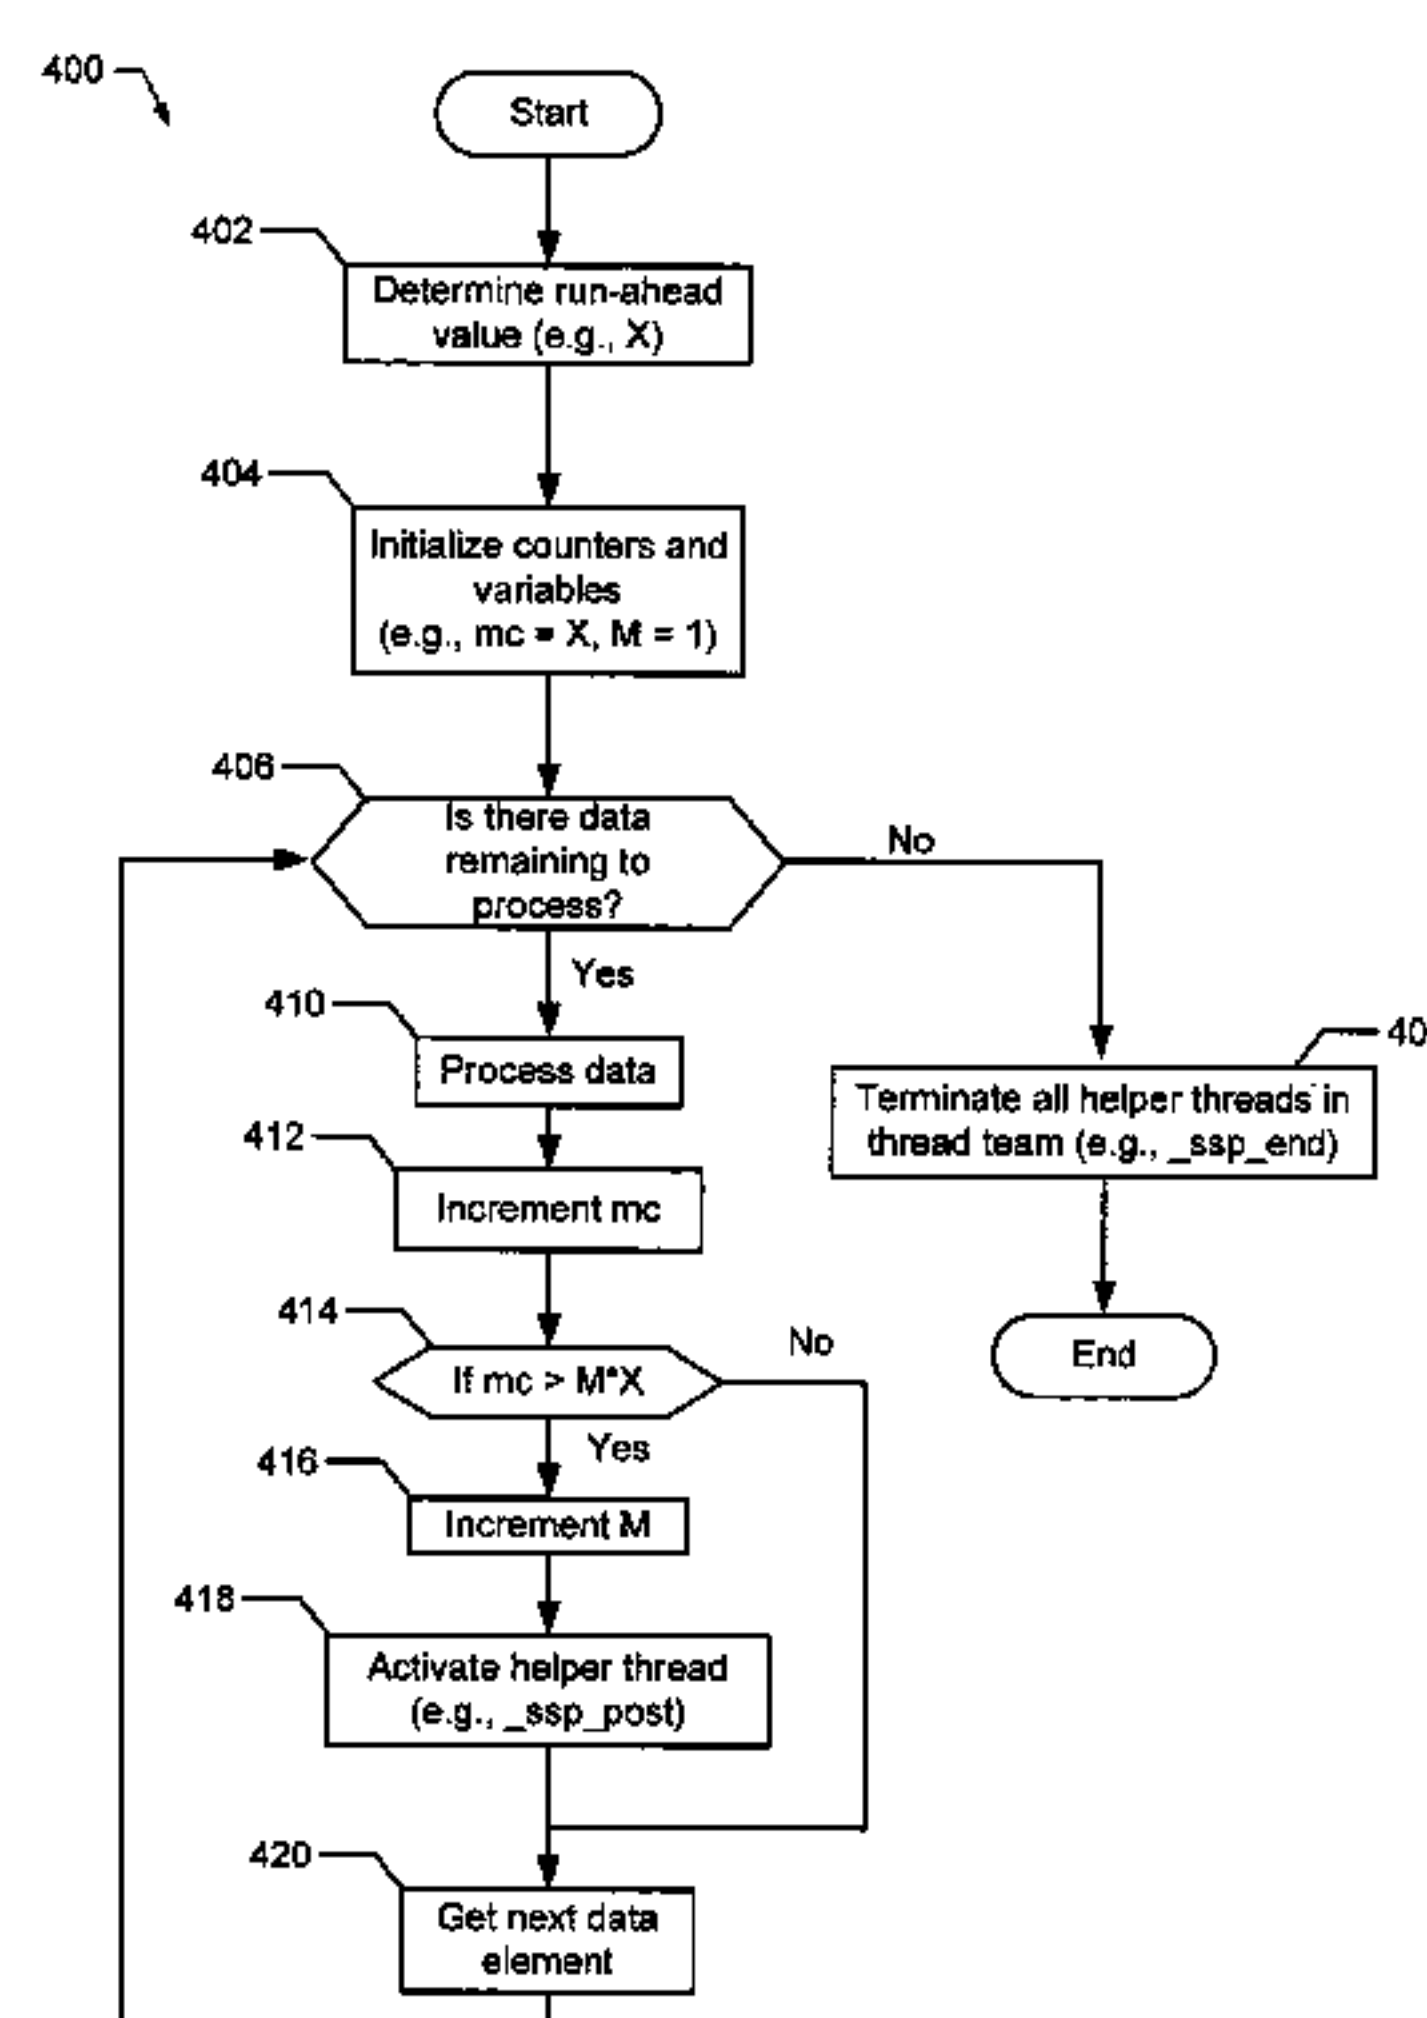 400
Start
402
Determine run-ahead
value (e.g., X)
404
Initialize counters and
variables
(e.g., mc = X, M = 1)
406
Is there data
remaining to
process?
No
Yes
410
Process data
40
Terminate all helper threads in
thread team (e.g., _ssp_end)
412
Increment mc
414
If mc > M*X
No
End
Yes
416
Increment M
418
Activate helper thread
(e.g., _ssp_post)
420
Get next data
element